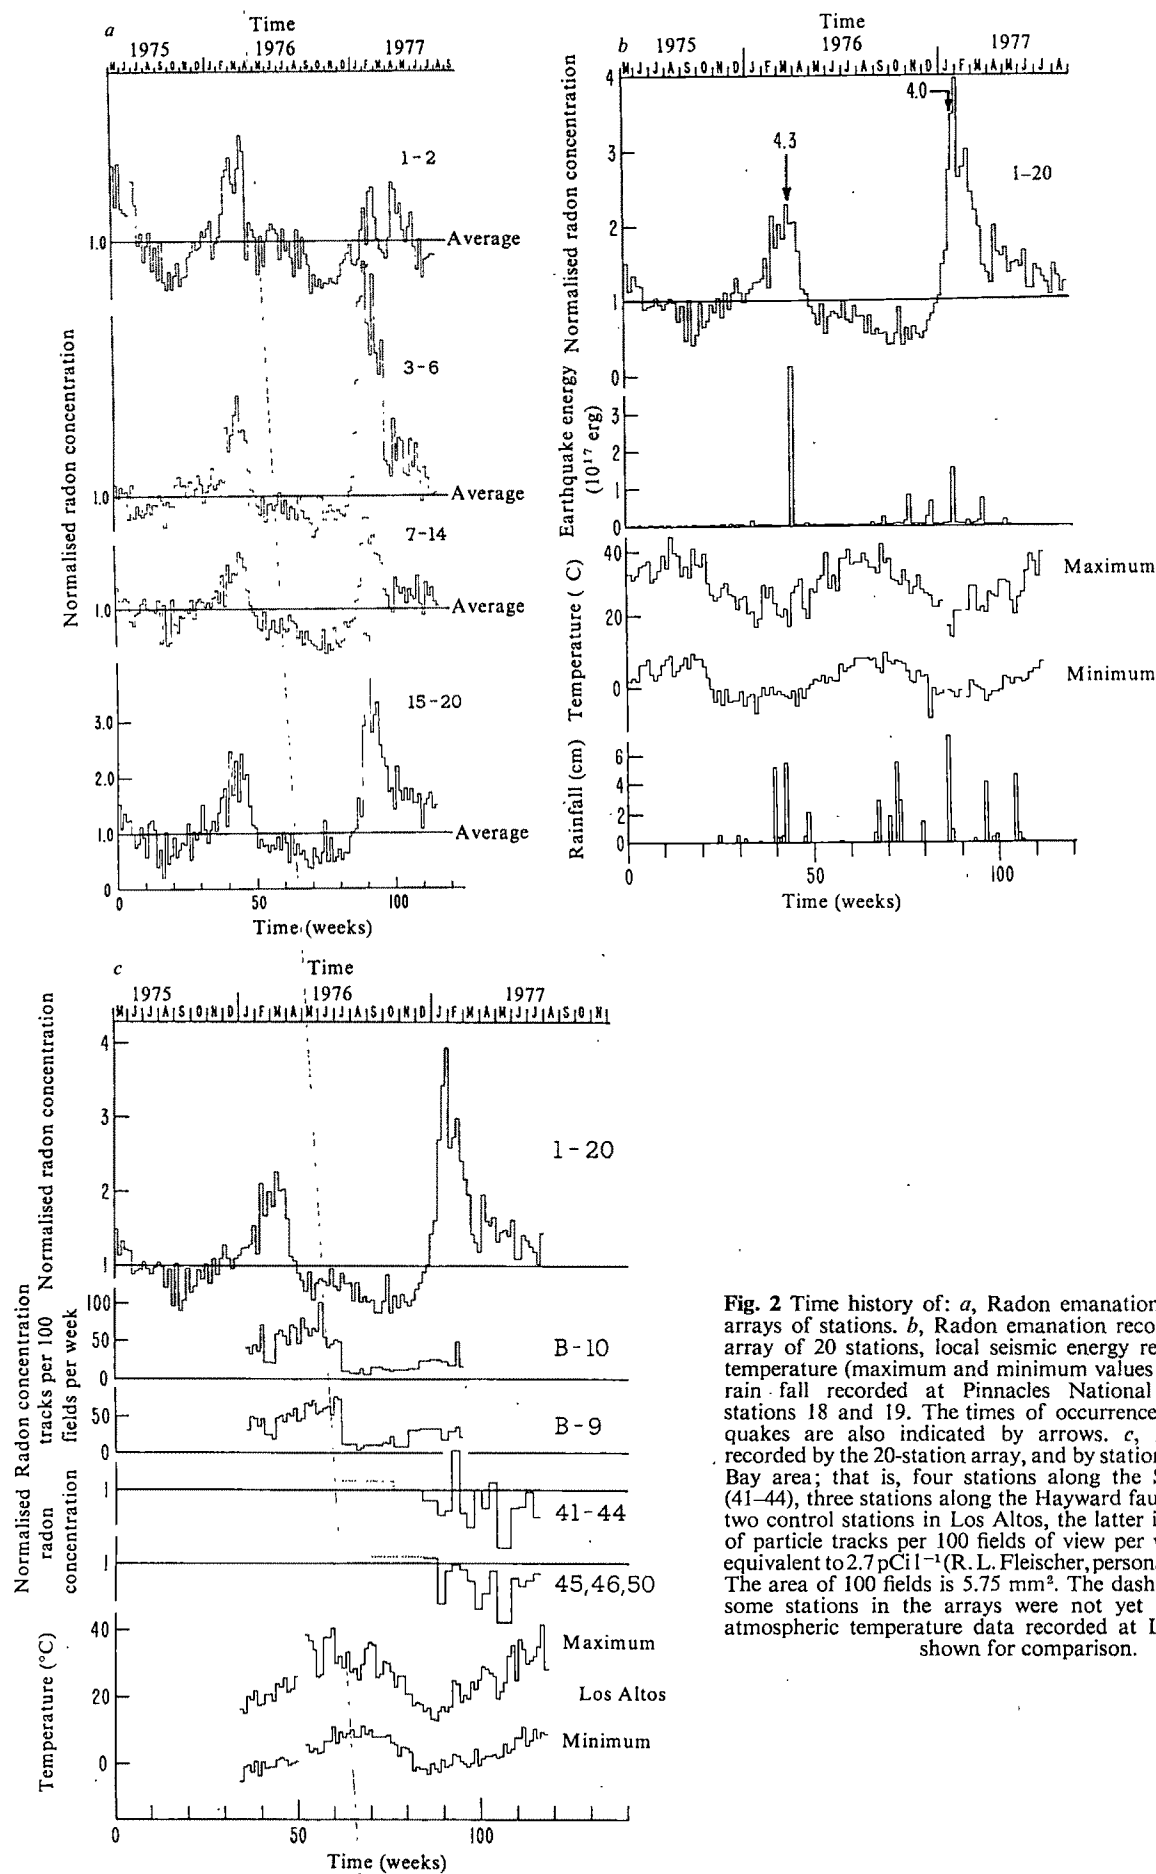 a
Time
1975 1976 1977
M J J A S O N D J F M A M J J A S O N D J F M A M J J A S
1-2
1.0 Average
3-6
1.0 Average
7-14
1.0 Average
15-20
3.0
2.0
1.0 Average
0
0 50 100
Time (weeks)
Normalised radon concentration
b
Time
1975 1976 1977
M J J A S O N D J F M A M J J A S O N D J F M A M J J A
Normalised radon concentration
4
3
2
1
0
4.3
4.0
1-20
Earthquake energy
(10¹⁷ erg)
3
2
1
0
Temperature ( C)
40
20
0
Maximum
Minimum
Rainfall (cm)
6
4
2
0
0 50 100
Time (weeks)
c
Time
1975 1976 1977
M J J A S O N D J F M A M J J A S O N D J F M A M J J A S O N
Normalised radon concentration
4
3
2
1
1-20
Radon concentration
tracks per 100
fields per week
100
50
0
B-10
50
0
B-9
Normalised
radon
concentration
1
41-44
1
45,46,50
Temperature (°C)
40
20
0
Maximum
Los Altos
Minimum
0 50 100
Time (weeks)
Fig. 2 Time history of: a, Radon emanation
arrays of stations. b, Radon emanation reco
array of 20 stations, local seismic energy re
temperature (maximum and minimum values
rain fall recorded at Pinnacles National
stations 18 and 19. The times of occurrence
quakes are also indicated by arrows. c,
recorded by the 20-station array, and by station
Bay area; that is, four stations along the S
(41–44), three stations along the Hayward fau
two control stations in Los Altos, the latter i
of particle tracks per 100 fields of view per
equivalent to 2.7 pCi l⁻¹ (R. L. Fleischer, person
The area of 100 fields is 5.75 mm². The dash
some stations in the arrays were not yet
atmospheric temperature data recorded at L
shown for comparison.